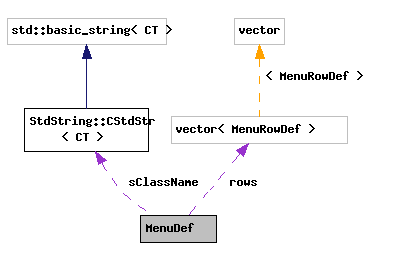 std::basic_string< CT >
vector
< MenuRowDef >
StdString::CStdStr
< CT >
vector< MenuRowDef >
sClassName
rows
MenuDef